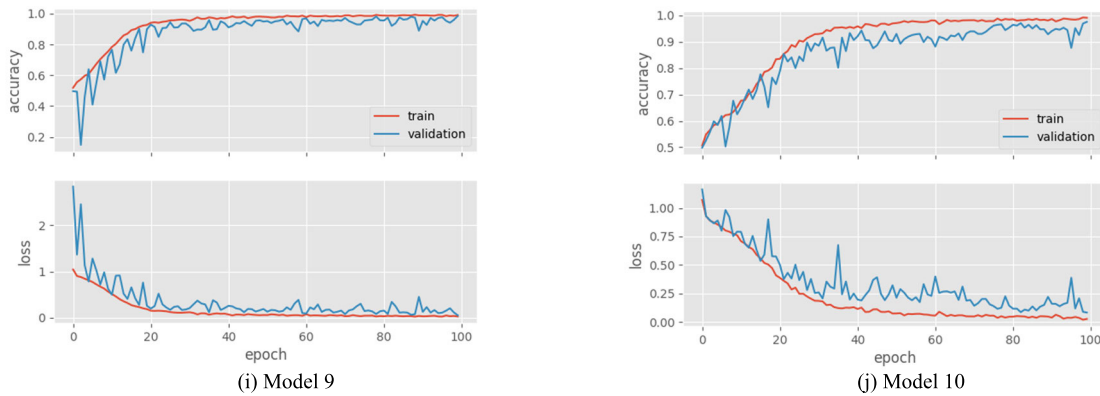 1.0
0.8
0.6
0.4
0.2
accuracy
train
validation
2
1
0
loss
0
20
40
60
80
100
epoch
(i) Model 9
1.0
0.9
0.8
0.7
0.6
0.5
accuracy
train
validation
1.00
0.75
0.50
0.25
0.00
loss
0
20
40
60
80
100
epoch
(j) Model 10